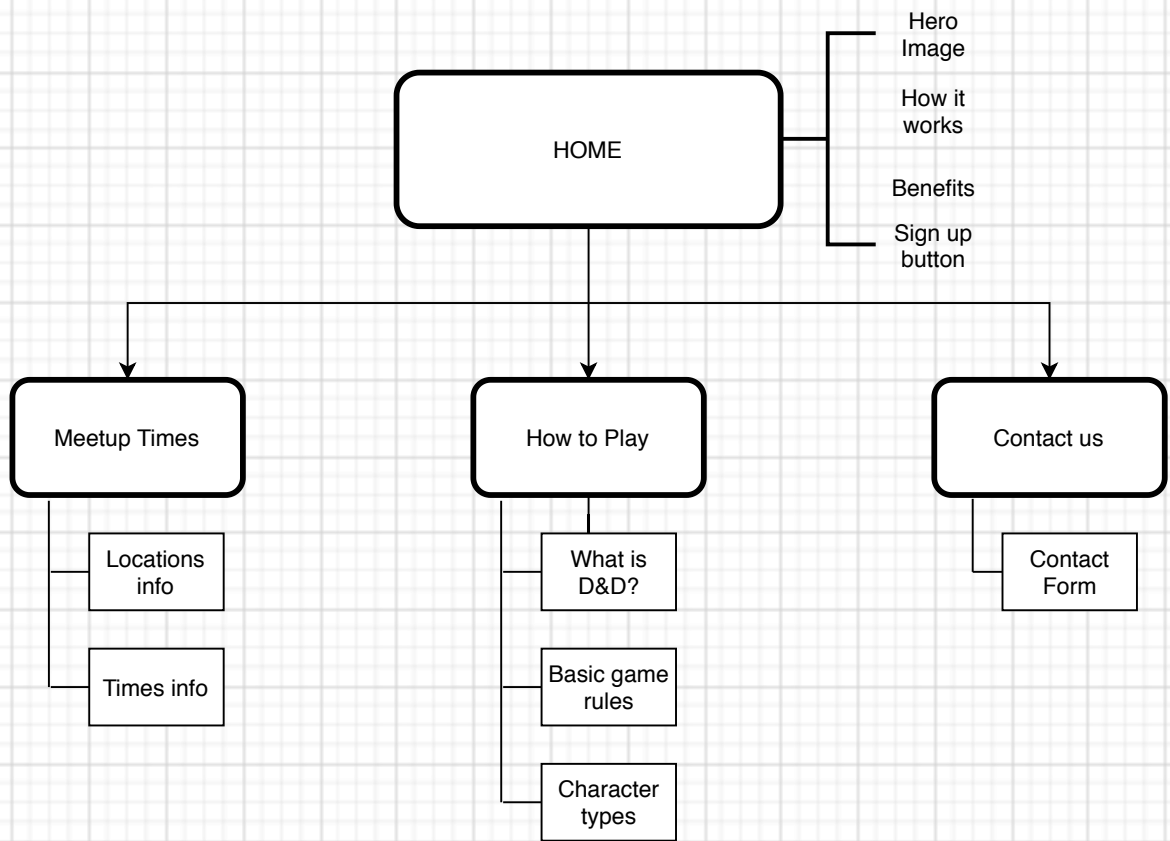 Hero
Image
How it
works
HOME
Benefits
Sign up
button
Meetup Times
How to Play
Contact us
Locations
info
What is
D&D?
Contact
Form
Times info
Basic game
rules
Character
types